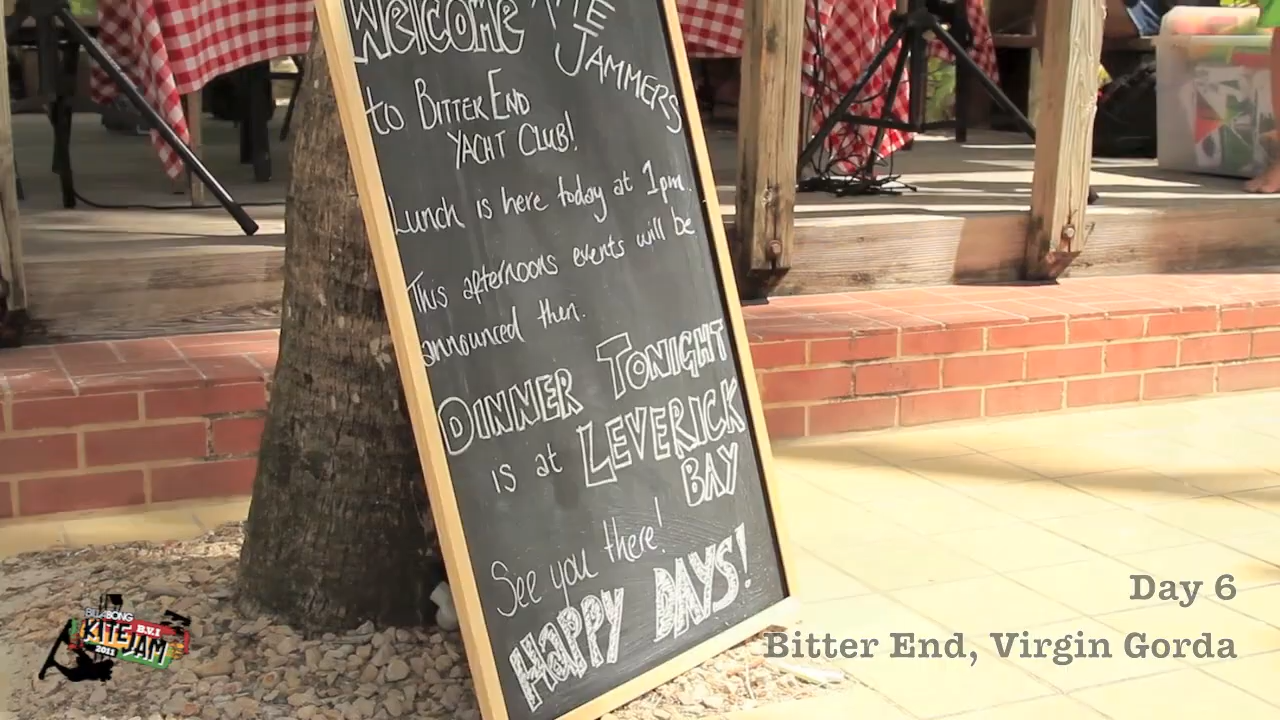 Welcome
JAMMERS
to BITTER END
YACHT CLUB!
Lunch is here today at 1pm.
This afternoons events will be
announced then.
DINNER TONIGHT
is at LEVERICK
BAY
See you there!
HAPPY DAYS!
BILLABONG
KITEJAM
B.V.I
2011
Day 6
Bitter End, Virgin Gorda